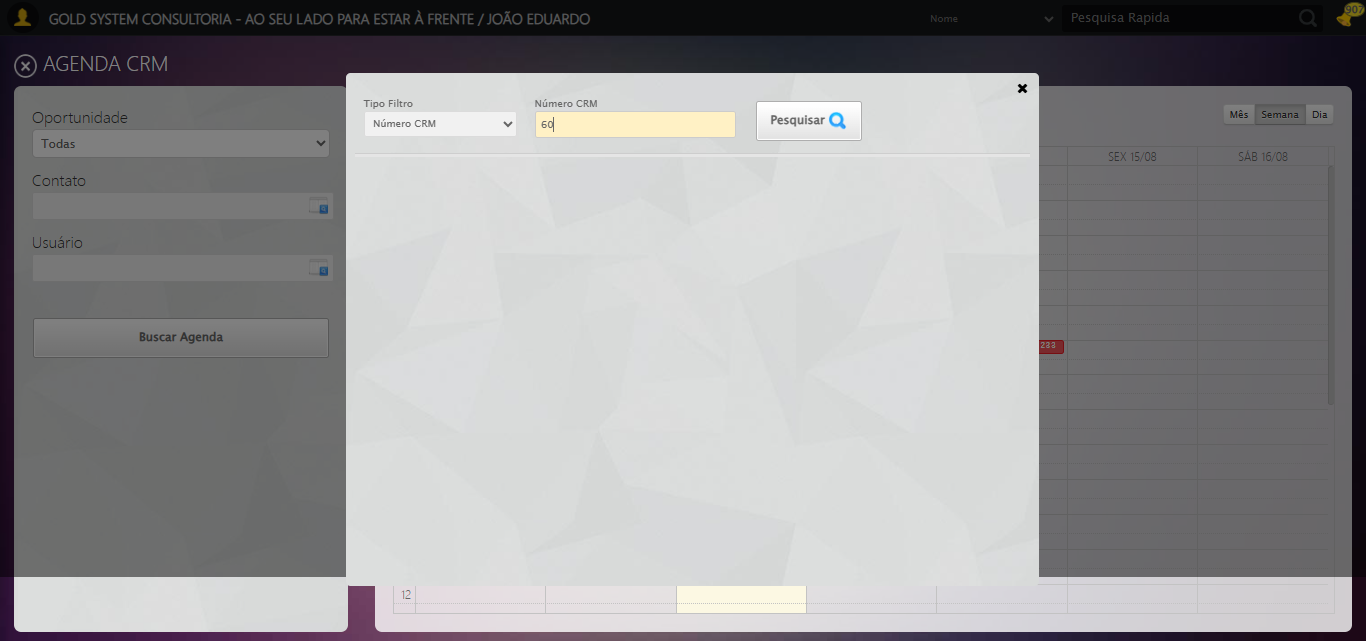 GOLD SYSTEM CONSULTORIA - AO SEU LADO PARA ESTAR À FRENTE / JOÃO EDUARDO
Nome
Pesquisa Rapida
907
AGENDA CRM
Oportunidade
Todas
Contato
Usuário
Buscar Agenda
Tipo Filtro
Número CRM
Número CRM
60
Pesquisar
Mês
Semana
Dia
SEX 15/08
SÁB 16/08
233
12